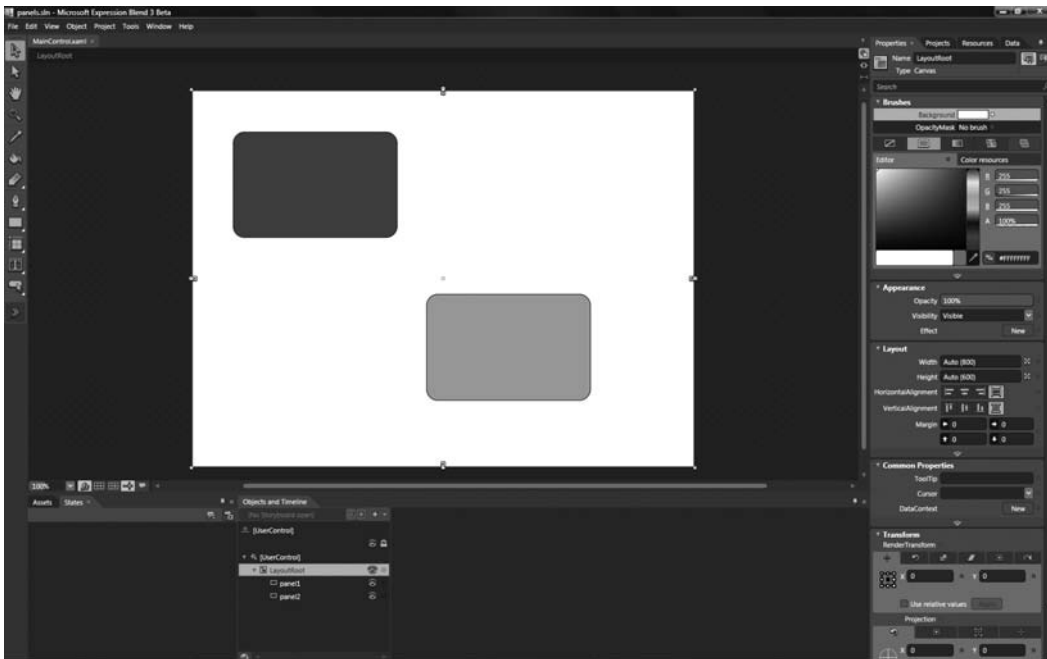 panels.sln - Microsoft Expression Blend 3 Beta
File Edit View Object Project Tools Window Help
MainControl.xaml ×
LayoutRoot
100%
Assets States ×
Objects and Timeline
(No Storyboard open)
[UserControl]
[UserControl]
LayoutRoot
panel1
panel2
Properties × Projects Resources Data
Name LayoutRoot
Type Canvas
Search
Brushes
Background
OpacityMask No brush
Editor Color resources
R 255
G 255
B 255
A 100%
#FFFFFFFF
Appearance
Opacity 100%
Visibility Visible
Effect New
Layout
Width Auto (800)
Height Auto (600)
HorizontalAlignment
VerticalAlignment
Margin 0 0
0 0
Common Properties
ToolTip
Cursor
DataContext New
Transform
RenderTransform
X 0 Y 0
Use relative values Apply
Projection
X 0 Y 0